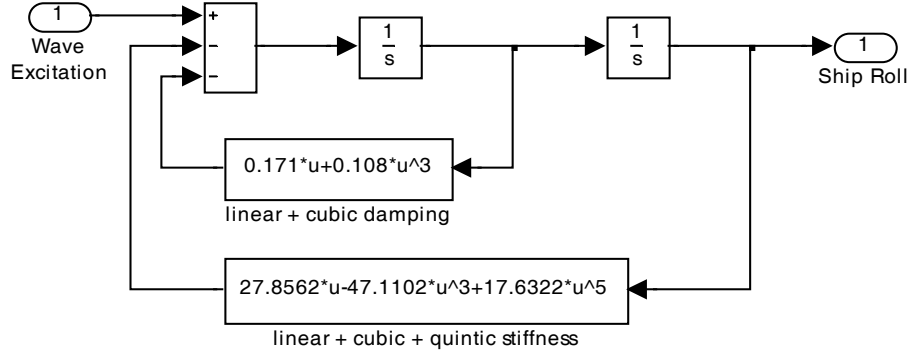 1
Wave
Excitation
+
−
−
1
s
1
s
1
Ship Roll
0.171*u+0.108*u^3
linear + cubic damping
27.8562*u-47.1102*u^3+17.6322*u^5
linear + cubic + quintic stiffness